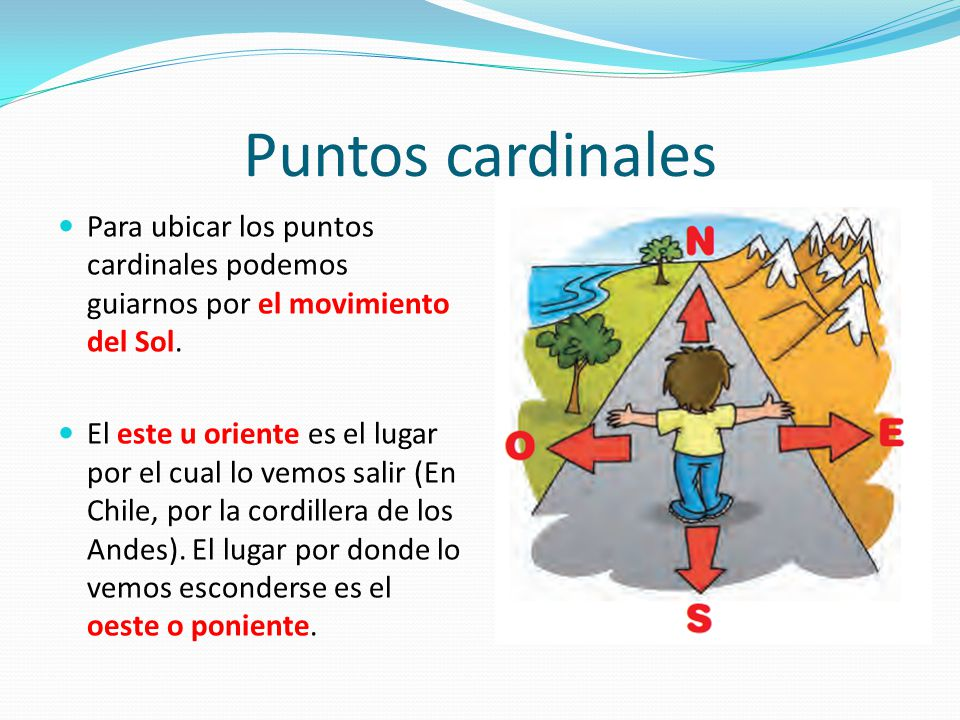 Puntos cardinales
Para ubicar los puntos
cardinales podemos
guiarnos por el movimiento
del Sol.
El este u oriente es el lugar
por el cual lo vemos salir (En
Chile, por la cordillera de los
Andes). El lugar por donde lo
vemos esconderse es el
oeste o poniente.
N
O
E
S